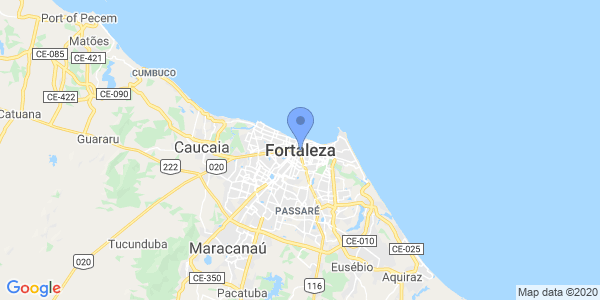 Port of Pecem
Matões
CE-085
CE-421
CUMBUCO
CE-422
CE-090
Catuana
Guararu
Caucaia
Fortaleza
222
020
PASSARÉ
Tucunduba
Maracanaú
CE-010
CE-025
020
Eusébio
CE-350
116
Aquiraz
Pacatuba
Google
Map data ©2020